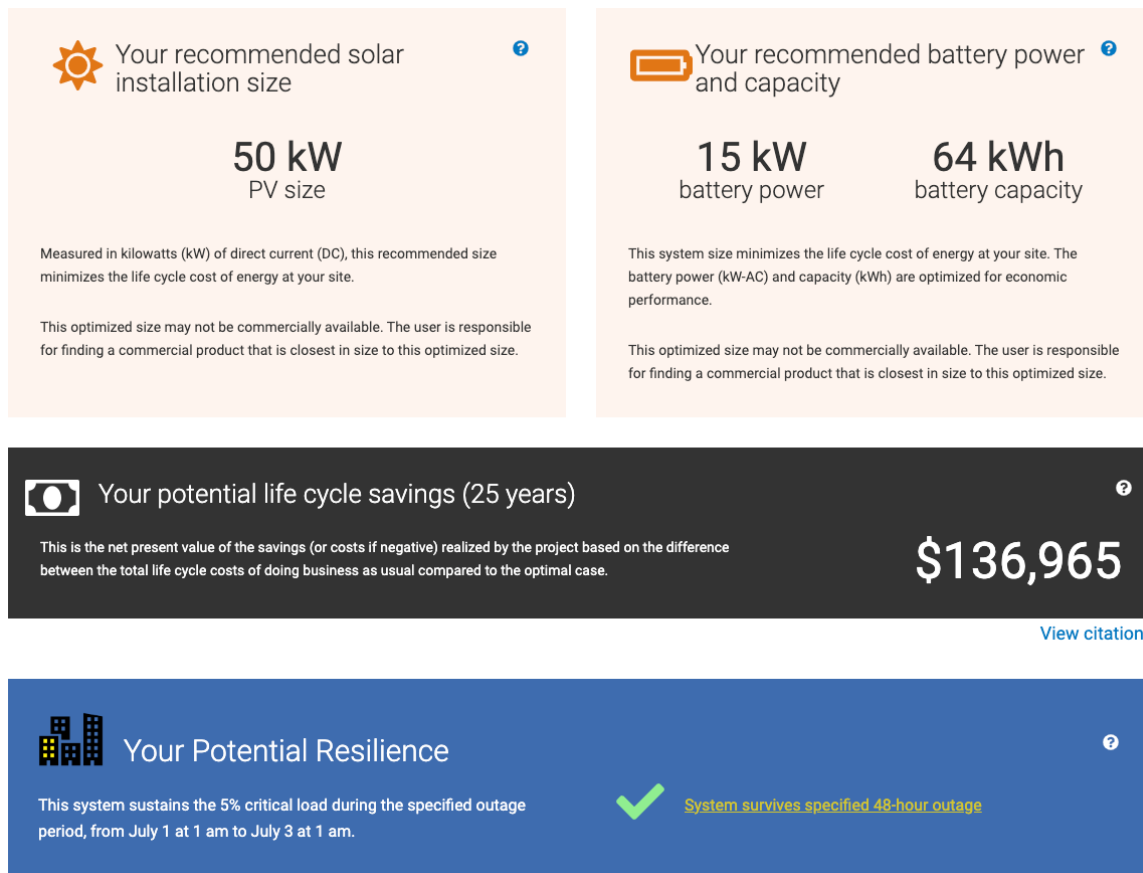 Your recommended solar
installation size
50 kW
PV size
Measured in kilowatts (kW) of direct current (DC), this recommended size
minimizes the life cycle cost of energy at your site.
This optimized size may not be commercially available. The user is responsible
for finding a commercial product that is closest in size to this optimized size.
Your recommended battery power
and capacity
15 kW
battery power
64 kWh
battery capacity
This system size minimizes the life cycle cost of energy at your site. The
battery power (kW-AC) and capacity (kWh) are optimized for economic
performance.
This optimized size may not be commercially available. The user is responsible
for finding a commercial product that is closest in size to this optimized size.
Your potential life cycle savings (25 years)
This is the net present value of the savings (or costs if negative) realized by the project based on the difference
between the total life cycle costs of doing business as usual compared to the optimal case.
$136,965
View citation
Your Potential Resilience
This system sustains the 5% critical load during the specified outage
period, from July 1 at 1 am to July 3 at 1 am.
System survives specified 48-hour outage